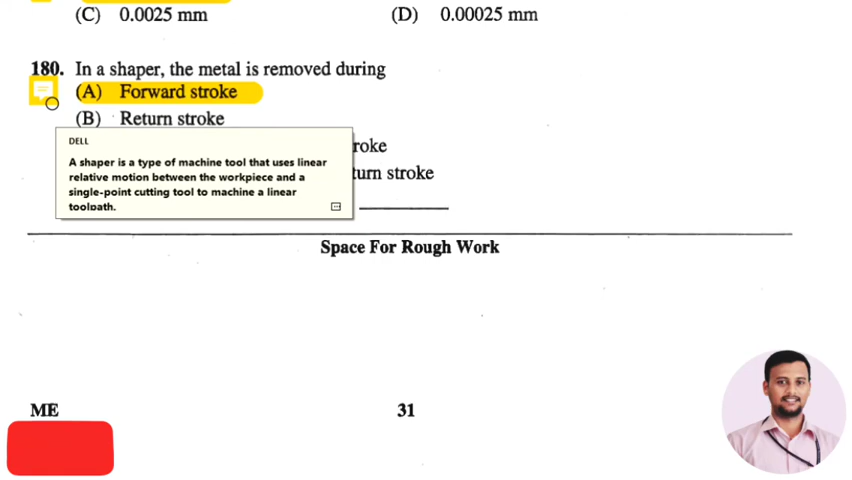 (C) 0.0025 mm (D) 0.00025 mm
180. In a shaper, the metal is removed during
(A) Forward stroke
(B) Return stroke
roke
turn stroke
DELL
A shaper is a type of machine tool that uses linear
relative motion between the workpiece and a
single-point cutting tool to machine a linear
toolpath.
Space For Rough Work
ME 31